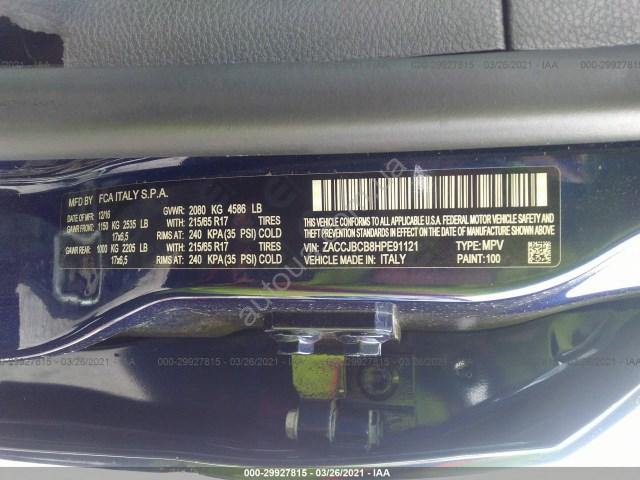 000-29927815 - 03/26/2021 - IAA
MFD BY FCA ITALY S.P.A.
DATE: 12/16 GVWR: 2080 KG 4586 LB
GAWR FRONT: 1150 KG 2535 LB WITH: 215/65 R17 TIRES
17x6,5 RIMS AT: 240 KPA (35 PSI) COLD
GAWR REAR: 1000 KG 2205 LB WITH: 215/65 R17 TIRES
17x6,5 RIMS AT: 240 KPA (35 PSI) COLD
THIS VEHICLE CONFORMS TO ALL APPLICABLE U.S.A. FEDERAL MOTOR VEHICLE SAFETY, BUMPER AND
THEFT PREVENTION STANDARDS IN EFFECT ON THE DATE OF MANUFACTURE SHOWN ABOVE.
VIN: ZACCJBCB8HPE91121 TYPE: MPV
VEHICLE MADE IN: ITALY PAINT: 100
000-29927815 - 03/26/2021 - IAA
000-29927815 - 03/26/2021 - IAA